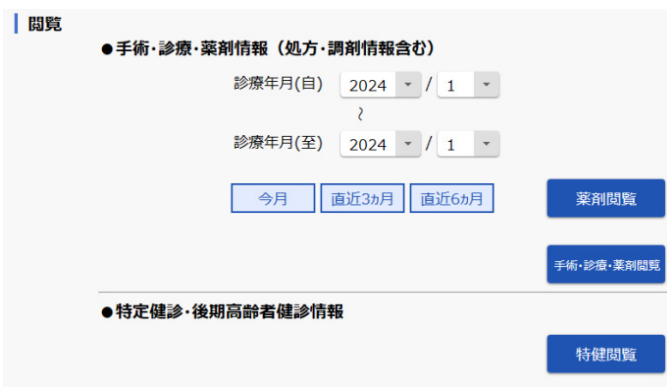 閲覧
●手術・診療・薬剤情報（処方・調剤情報含む）
診療年月(自) 2024 / 1
～
診療年月(至) 2024 / 1
今月 直近3ヵ月 直近6ヵ月 薬剤閲覧
手術・診療・薬剤閲覧
●特定健診・後期高齢者健診情報
特健閲覧